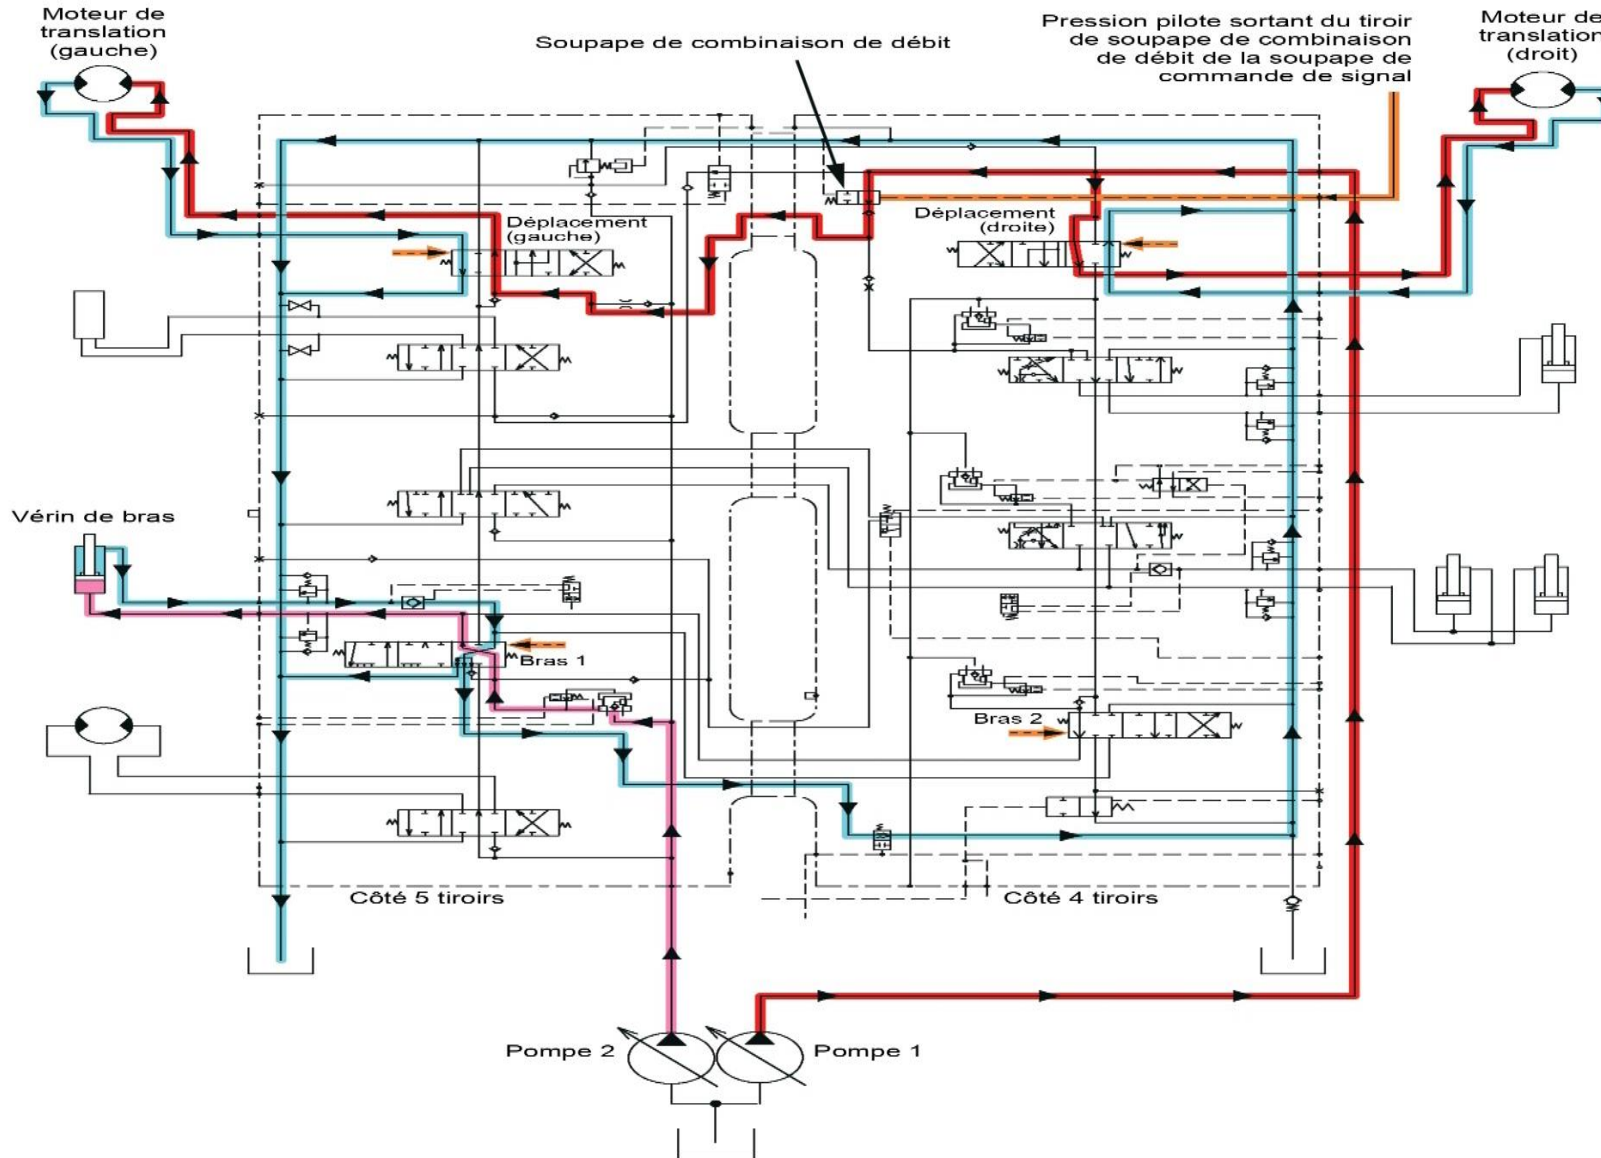 Moteur de
translation
(gauche)
Soupape de combinaison de débit
Pression pilote sortant du tiroir
de soupape de combinaison
de débit de la soupape de
commande de signal
Moteur de
translation
(droit)
Déplacement
(gauche)
Déplacement
(droite)
Vérin de bras
Bras 1
Bras 2
Côté 5 tiroirs
Côté 4 tiroirs
Pompe 2
Pompe 1